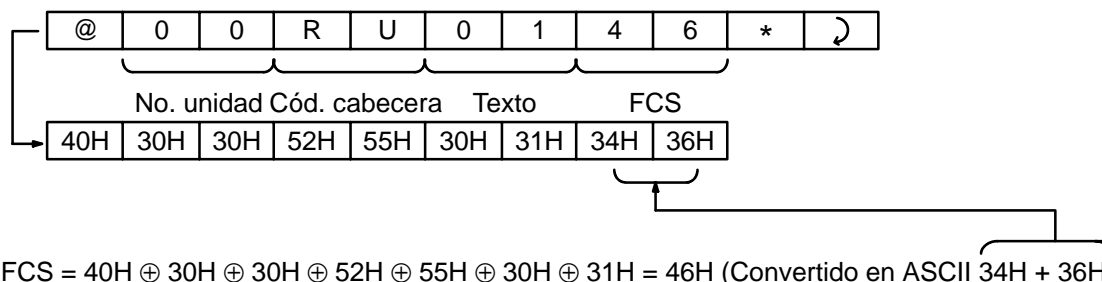 @ 0 0 R U 0 1 4 6 *
No. unidad Cód. cabecera Texto FCS
40H 30H 30H 52H 55H 30H 31H 34H 36H
FCS = 40H ⊕ 30H ⊕ 30H ⊕ 52H ⊕ 55H ⊕ 30H ⊕ 31H = 46H (Convertido en ASCII 34H + 36H